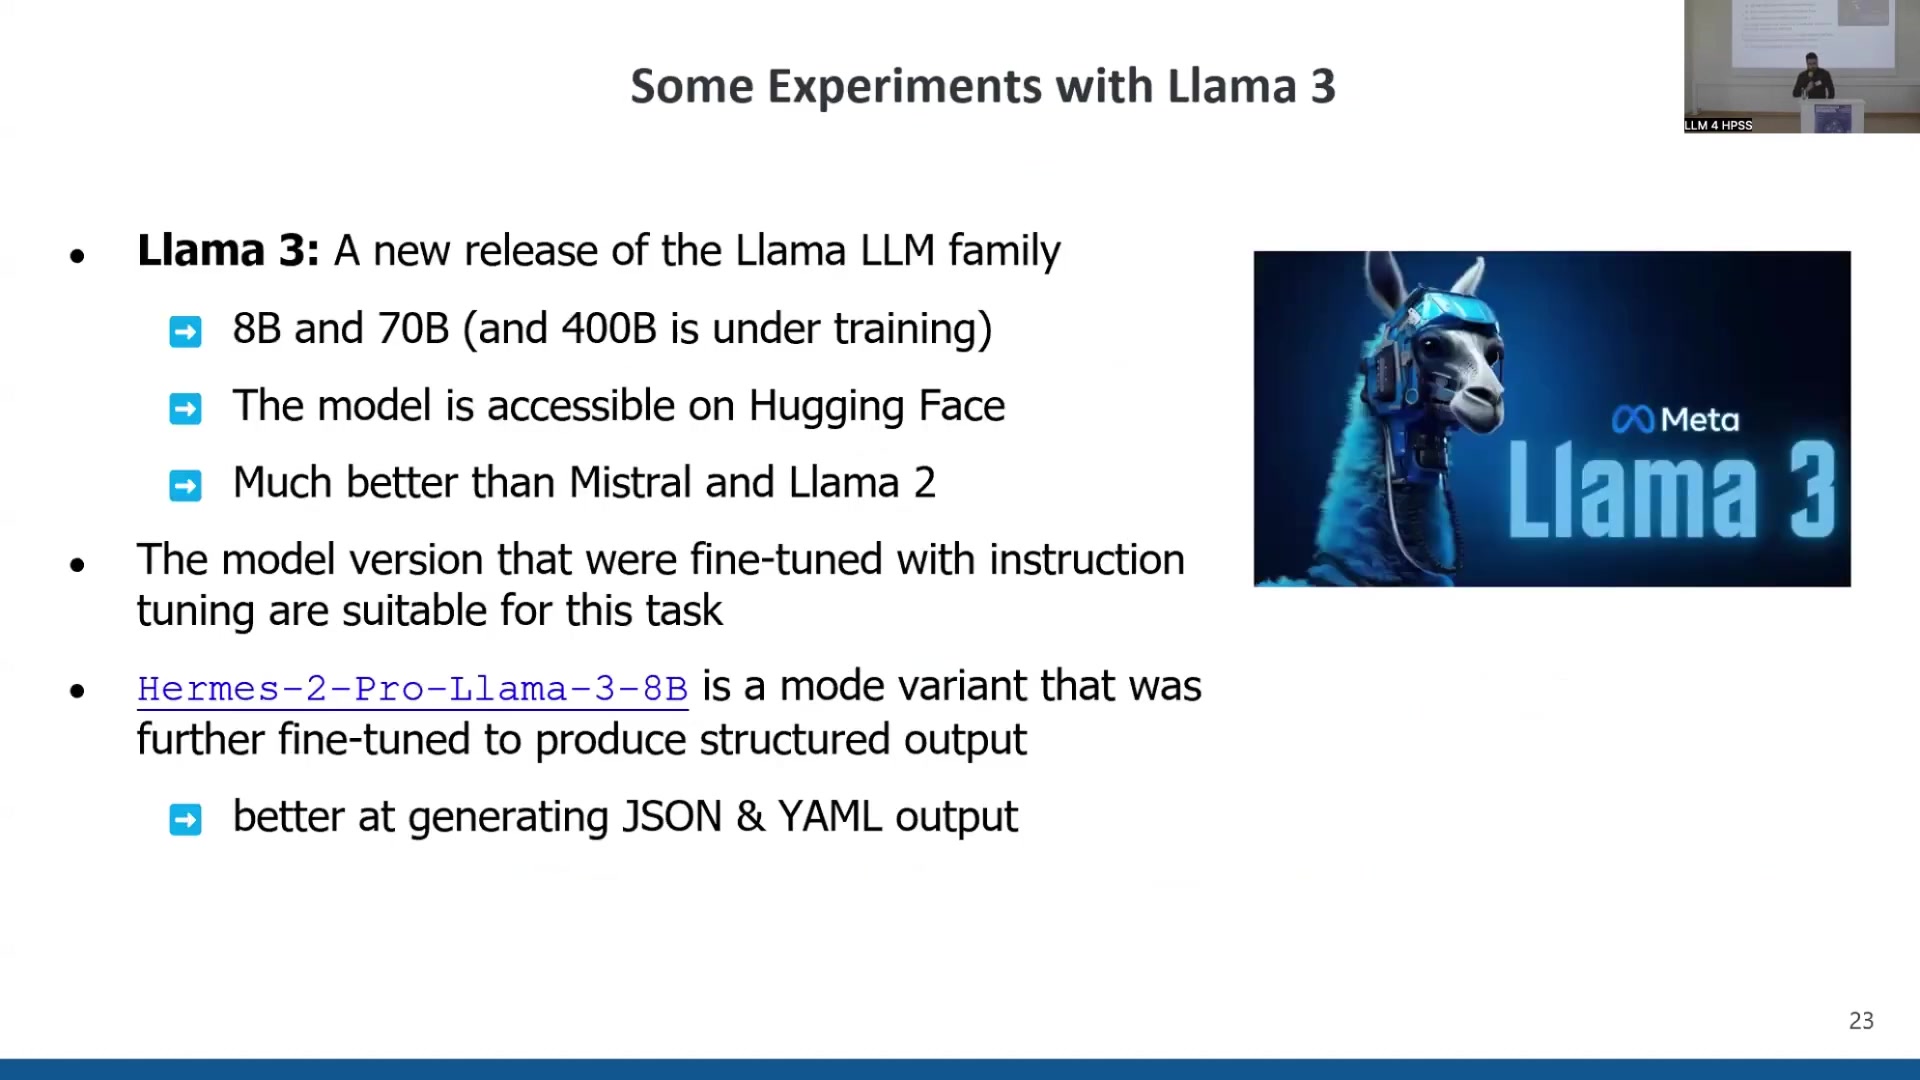 Some Experiments with Llama 3
LLM 4 HPSS
• Llama 3: A new release of the Llama LLM family
➡ 8B and 70B (and 400B is under training)
➡ The model is accessible on Hugging Face
➡ Much better than Mistral and Llama 2
• The model version that were fine-tuned with instruction
tuning are suitable for this task
• Hermes-2-Pro-Llama-3-8B is a mode variant that was
further fine-tuned to produce structured output
➡ better at generating JSON & YAML output
Meta
Llama 3
23